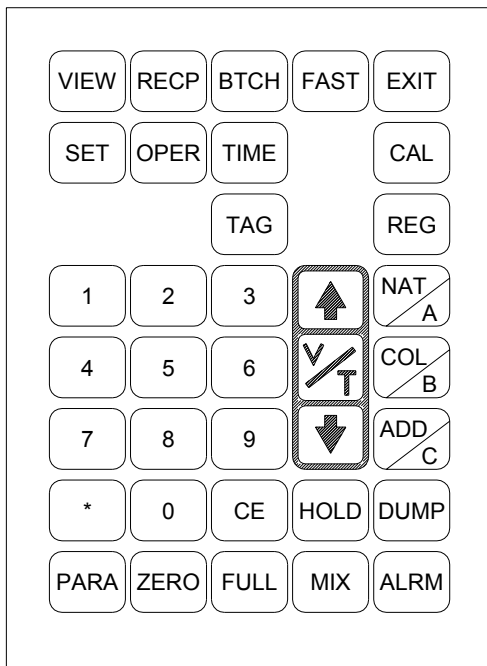 VIEW RECP BTCH FAST EXIT
SET OPER TIME CAL
TAG REG
1 2 3 NAT/A
4 5 6 V/T COL/B
7 8 9 ADD/C
* 0 CE HOLD DUMP
PARA ZERO FULL MIX ALRM